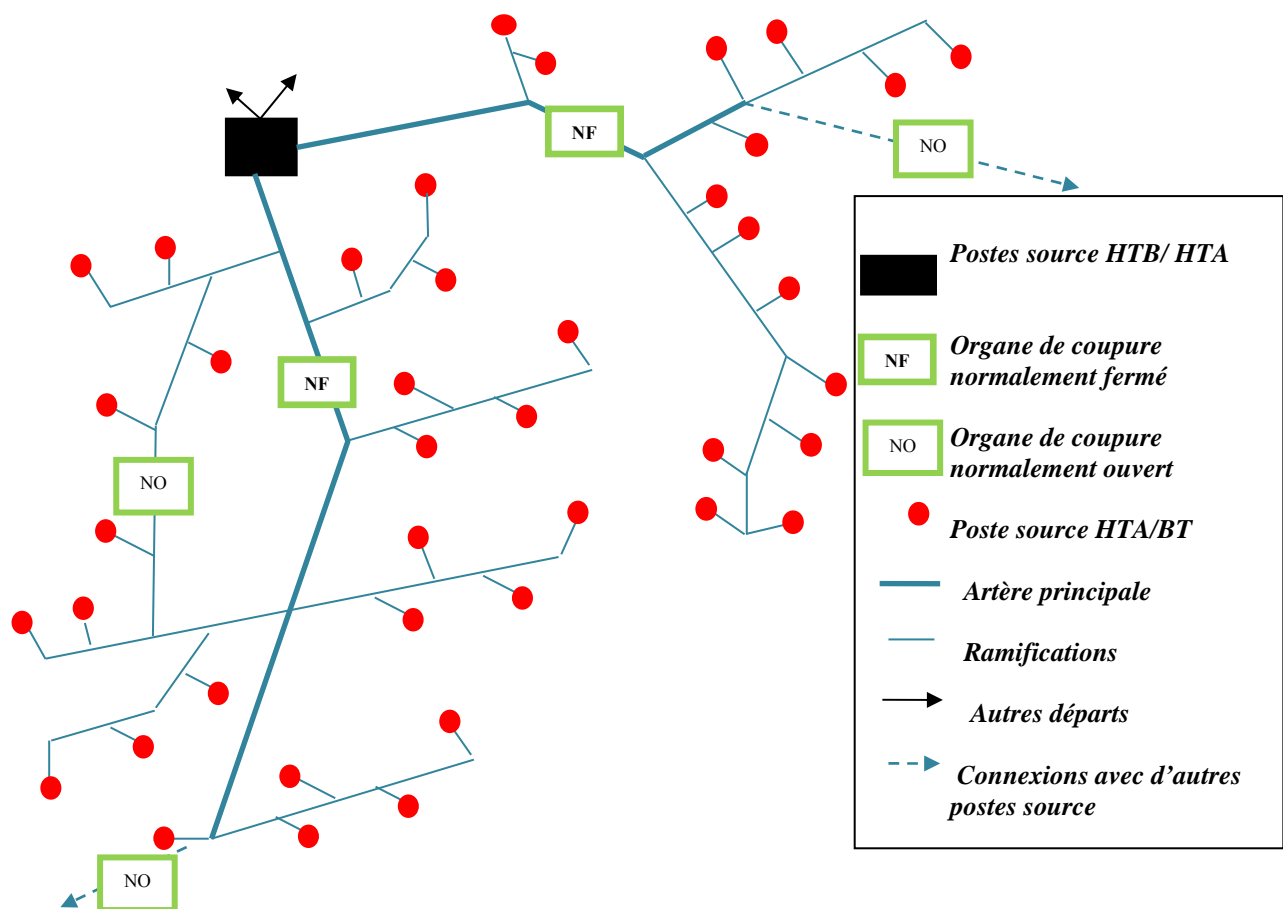 NF
NO
NF
NO
NO
Postes source HTB/ HTA
NF
Organe de coupure
normalement fermé
NO
Organe de coupure
normalement ouvert
Poste source HTA/BT
Artère principale
Ramifications
Autres départs
Connexions avec d'autres
postes source